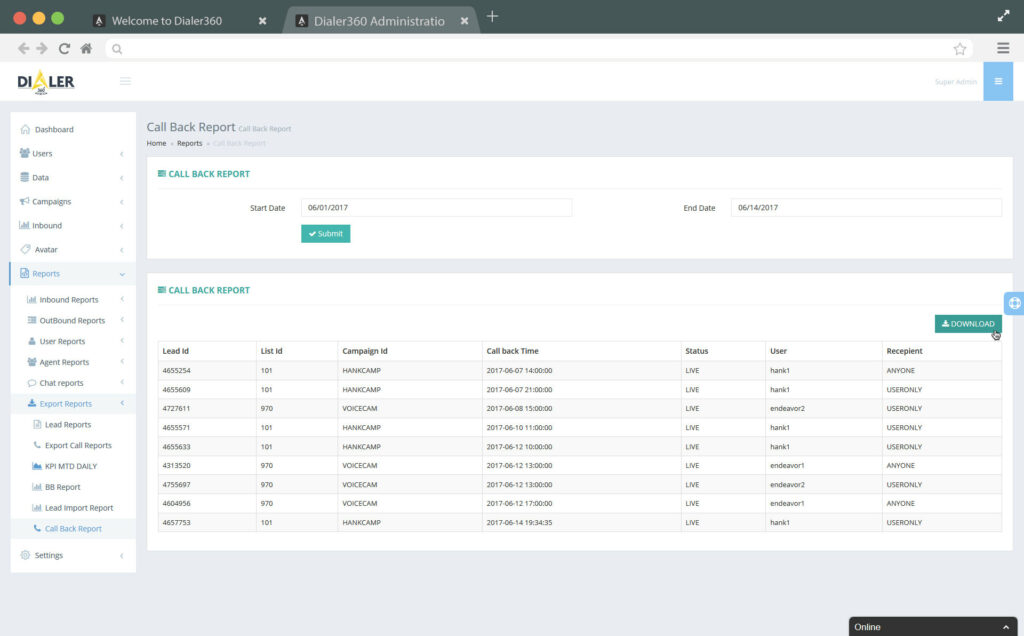 Welcome to Dialer360
Dialer360 Administratio
DIALER
360
Super Admin
Dashboard
Users
Data
Campaigns
Inbound
Avatar
Reports
Inbound Reports
OutBound Reports
User Reports
Agent Reports
Chat reports
Export Reports
Lead Reports
Export Call Reports
KPI MTD DAILY
BB Report
Lead Import Report
Call Back Report
Settings
Call Back Report Call Back Report
Home Reports Call Back Report
CALL BACK REPORT
Start Date 06/01/2017 End Date 06/14/2017
Submit
CALL BACK REPORT
DOWNLOAD
Lead Id List Id Campaign Id Call back Time Status User Recepient
4655254 101 HANKCAMP 2017-06-07 14:00:00 LIVE hank1 ANYONE
4655609 101 HANKCAMP 2017-06-07 21:00:00 LIVE hank1 USERONLY
4727611 970 VOICECAM 2017-06-08 15:00:00 LIVE endeavor2 USERONLY
4655571 101 HANKCAMP 2017-06-10 11:00:00 LIVE hank1 USERONLY
4655633 101 HANKCAMP 2017-06-12 10:00:00 LIVE hank1 USERONLY
4313520 970 VOICECAM 2017-06-12 13:00:00 LIVE endeavor1 ANYONE
4755697 970 VOICECAM 2017-06-12 13:00:00 LIVE endeavor2 USERONLY
4604956 970 VOICECAM 2017-06-12 17:00:00 LIVE endeavor1 ANYONE
4657753 101 HANKCAMP 2017-06-14 19:34:35 LIVE hank1 USERONLY
Online